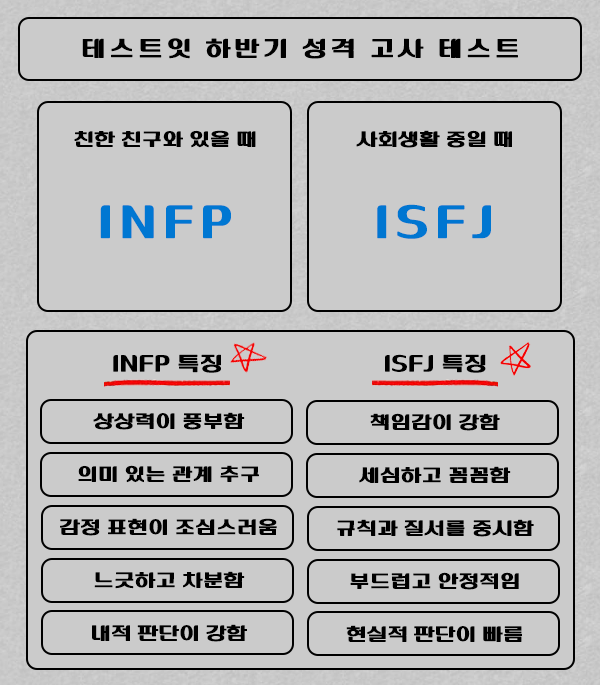 테스트잇 하반기 성격 고사 테스트
친한 친구와 있을 때
INFP
사회생활 중일 때
ISFJ
INFP 특징
상상력이 풍부함
의미 있는 관계 추구
감정 표현이 조심스러움
느긋하고 차분함
내적 판단이 강함
ISFJ 특징
책임감이 강함
세심하고 꼼꼼함
규칙과 질서를 중시함
부드럽고 안정적임
현실적 판단이 빠름